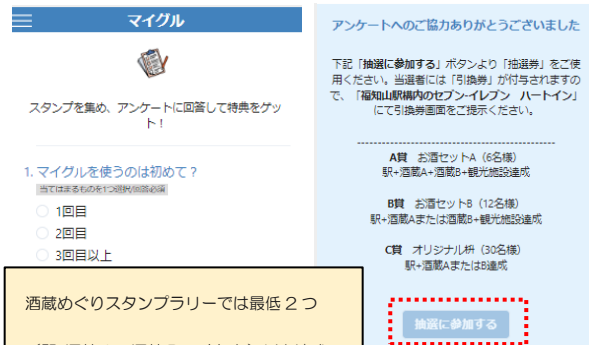 マイグル
スタンプを集め、アンケートに回答して特典をゲッ
ト！
1. マイグルを使うのは初めて？
当てはまるものを1つ選択/回答必須
1回目
2回目
3回目以上
酒蔵めぐりスタンプラリーでは最低2つ
アンケートへのご協力ありがとうございました
下記「抽選に参加する」ボタンより「抽選券」をご使
用ください。当選者には「引換券」が付与されますの
で、「福知山駅構内のセブン-イレブン ハートイン」
にて引換券画面をご提示ください。
A賞 お酒セットA（6名様）
駅+酒蔵A+酒蔵B+観光施設達成
B賞 お酒セットB（12名様）
駅+酒蔵Aまたは酒蔵B+観光施設達成
C賞 オリジナル枡（30名様）
駅+酒蔵AまたはB達成
抽選に参加する